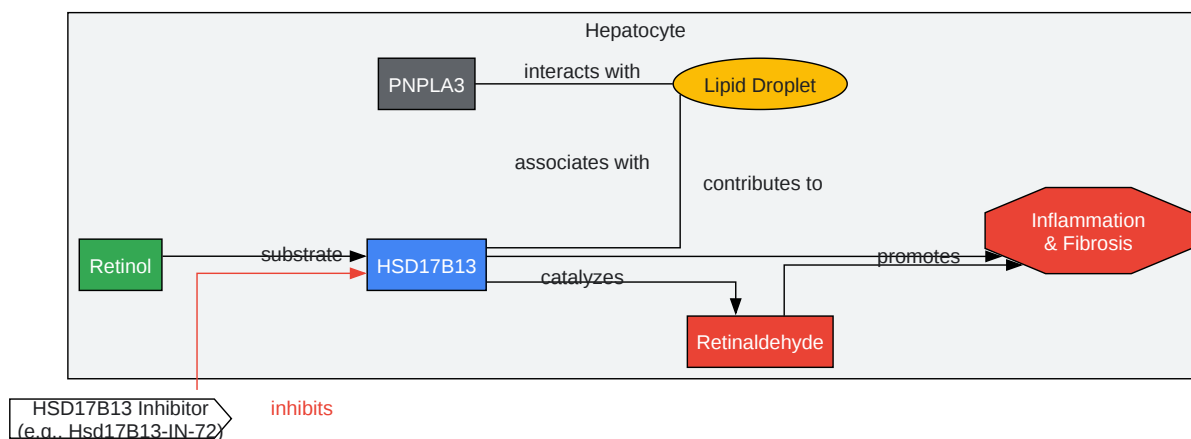 Hepatocyte
PNPLA3
interacts with
Lipid Droplet
associates with
contributes to
Inflammation
& Fibrosis
Retinol
substrate
HSD17B13
promotes
catalyzes
Retinaldehyde
HSD17B13 Inhibitor
(e.g., Hsd17B13-IN-72)
inhibits